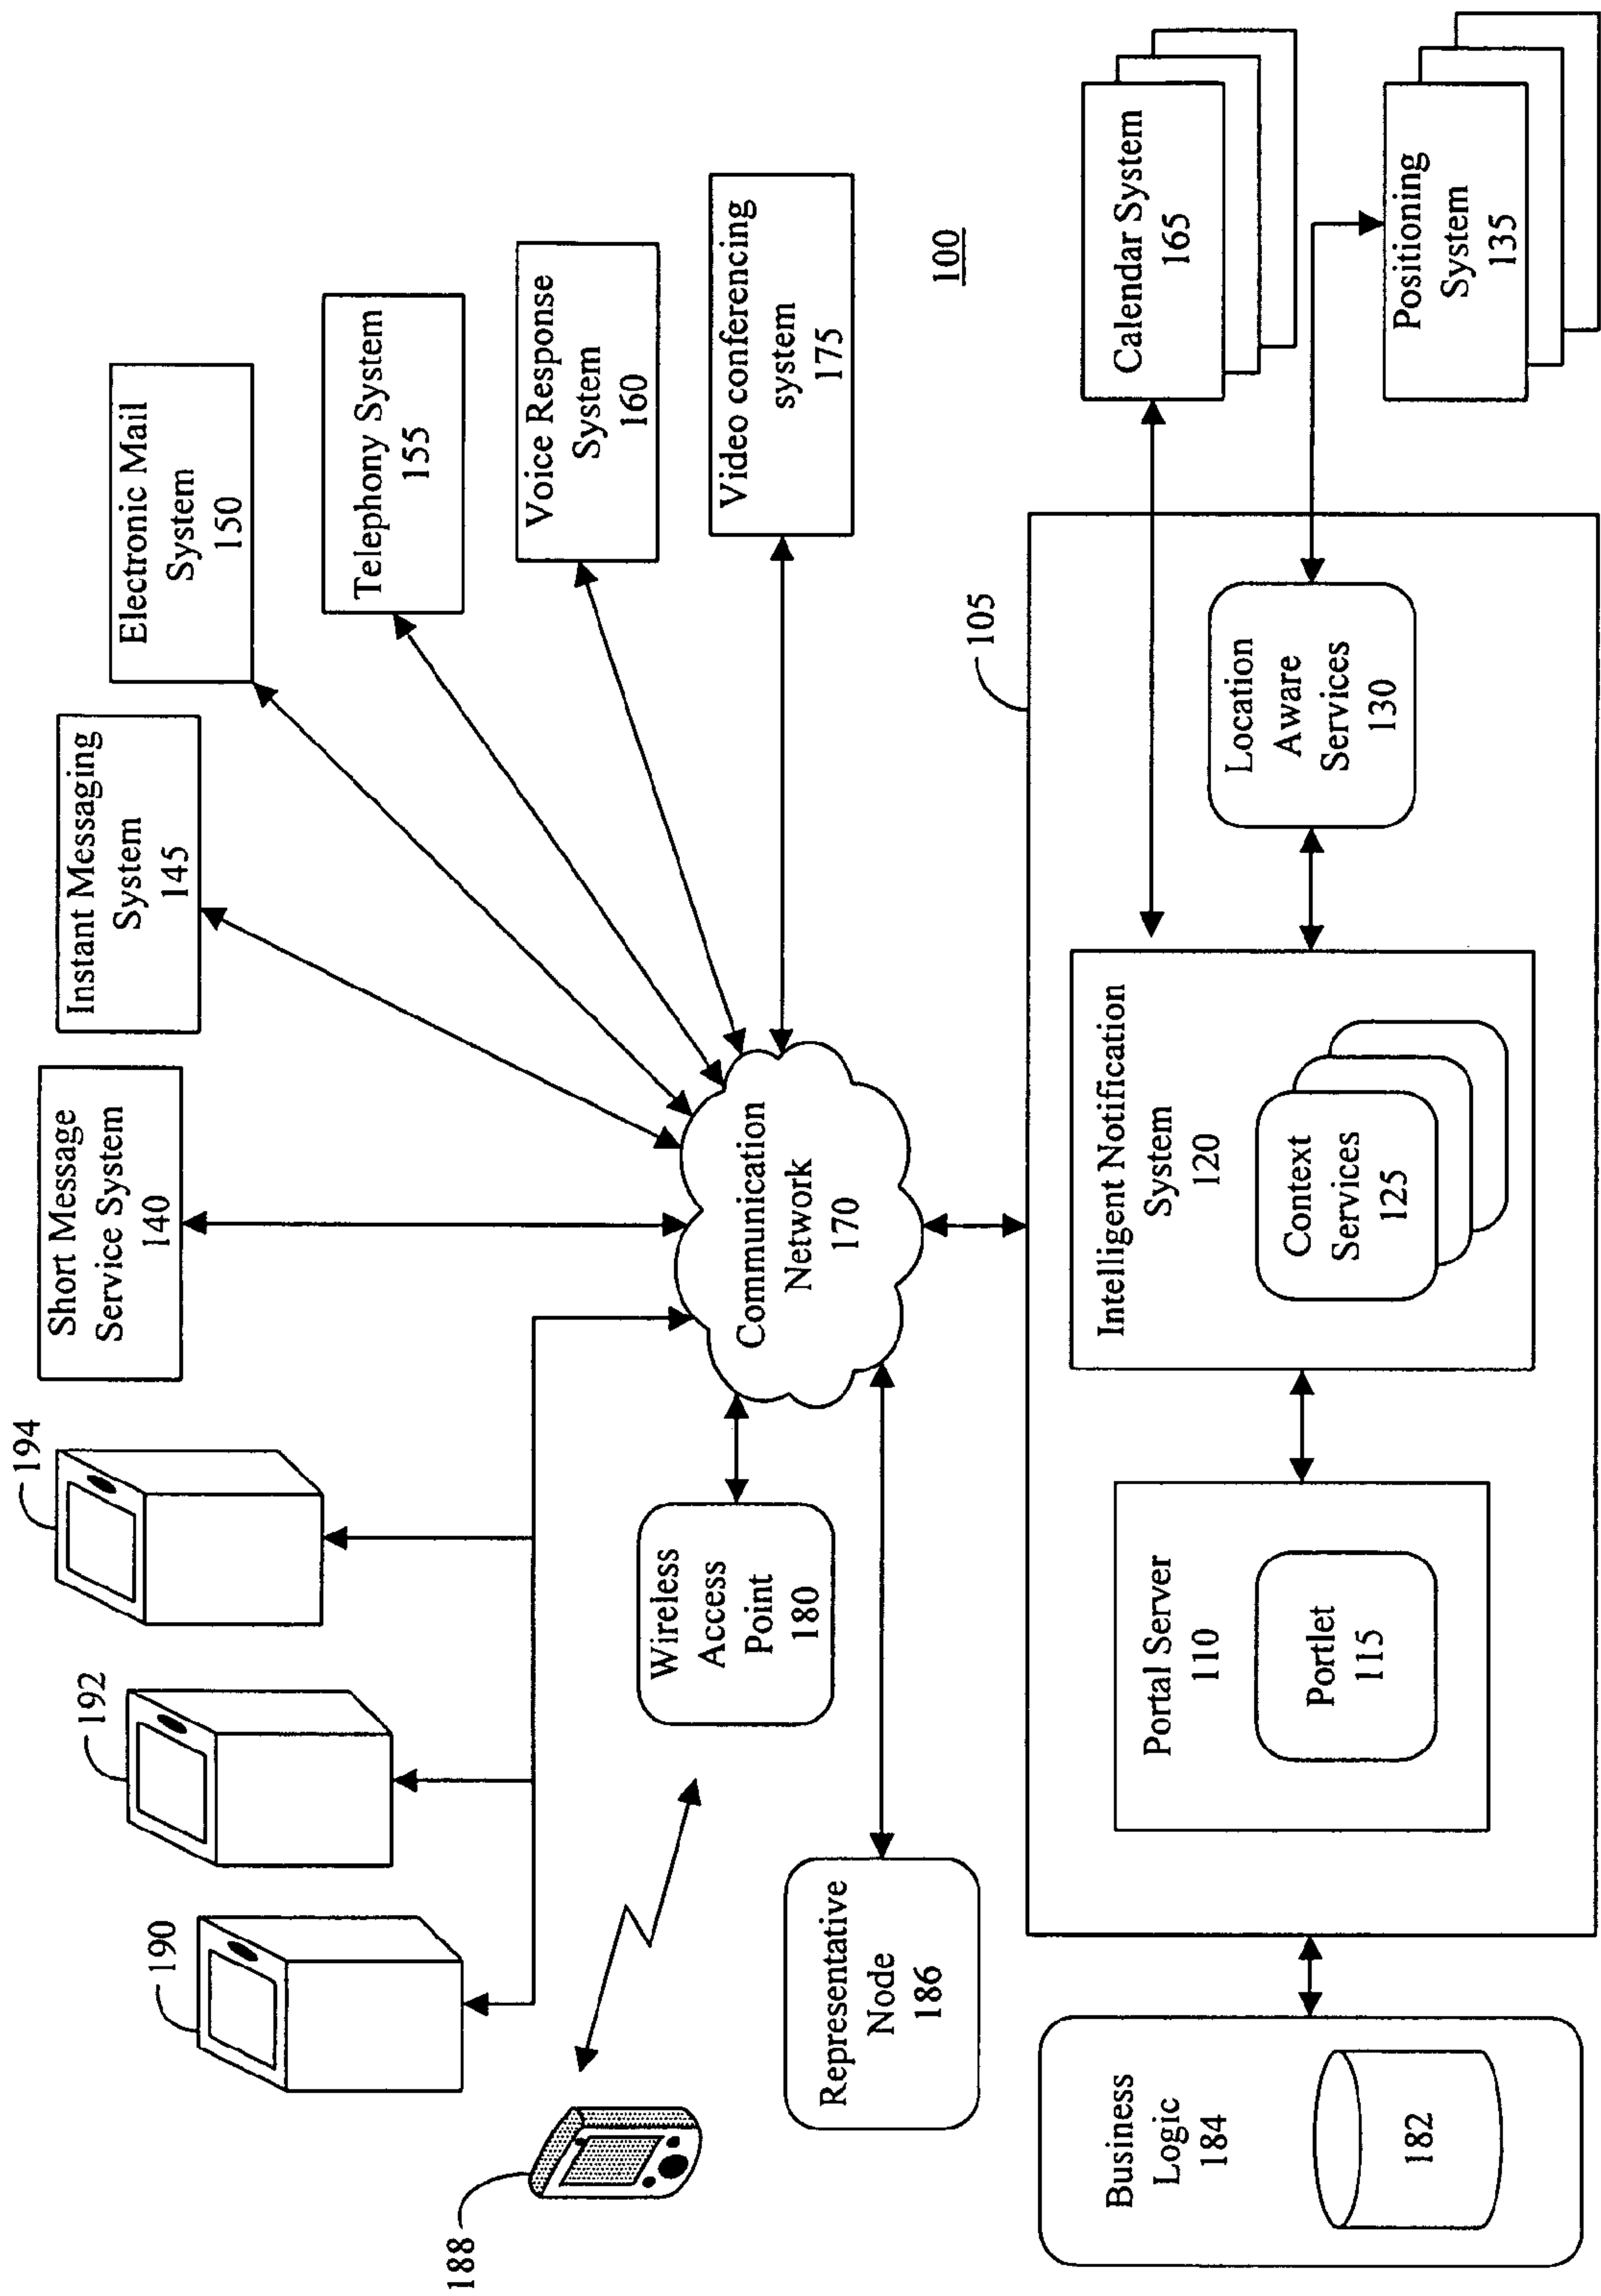 194
192
190
188
Short Message
Service System
140
Instant Messaging
System
145
Electronic Mail
System
150
Telephony System
155
Voice Response
System
160
Video conferencing
system
175
100
Wireless
Access
Point
180
Communication
Network
170
Representative
Node
186
105
Calendar System
165
Positioning
System
135
Business
Logic
184
182
Portal Server
110
Portlet
115
Intelligent Notification
System
120
Context
Services
125
Location
Aware
Services
130